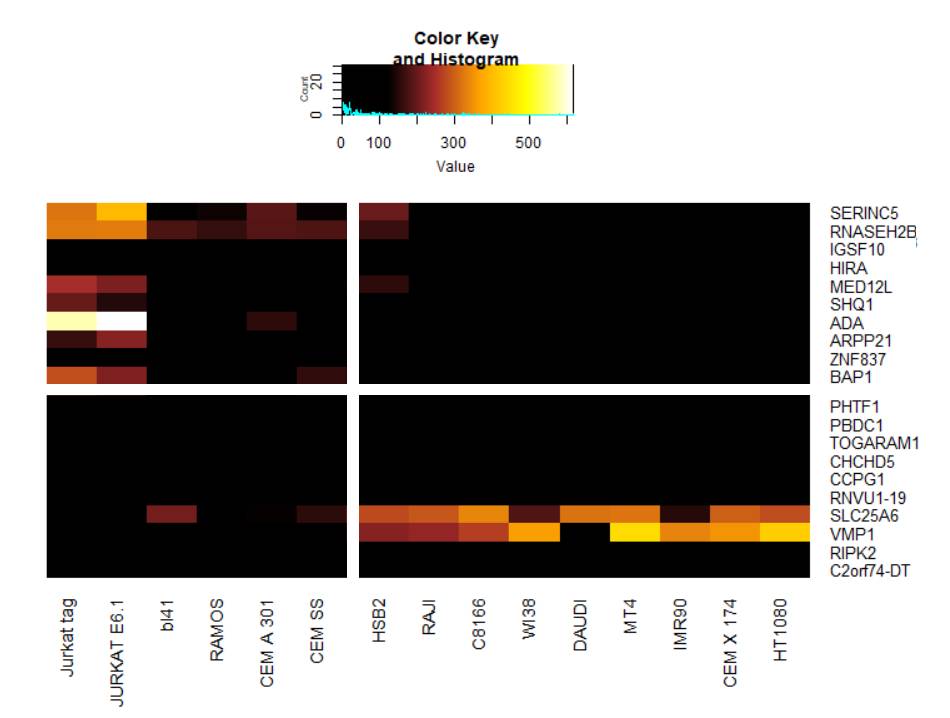 Color Key
and Histogram
Count
0 20
0 100 300 500
Value
SERINC5
RNASEH2B
IGSF10
HIRA
MED12L
SHQ1
ADA
ARPP21
ZNF837
BAP1
PHTF1
PBDC1
TOGARAM1
CHCHD5
CCPG1
RNVU1-19
SLC25A6
VMP1
RIPK2
C2orf74-DT
Jurkat tag
JURKAT E6.1
bl41
RAMOS
CEM A 301
CEM SS
HSB2
RAJI
C8166
WI38
DAUDI
MT4
IMR90
CEM X 174
HT1080